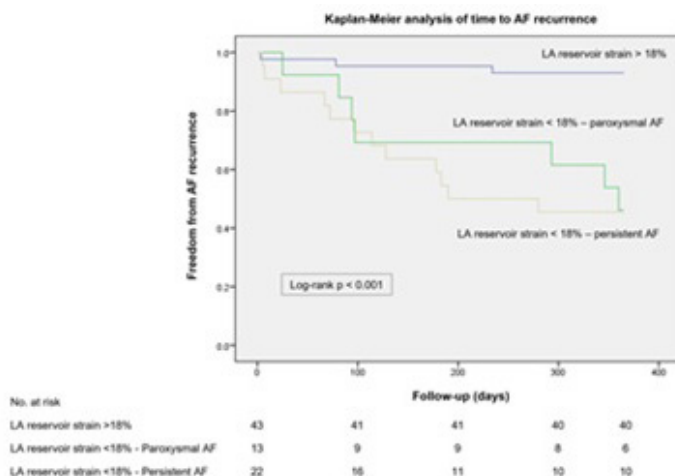 Kaplan-Meier analysis of time to AF recurrence
LA reservoir strain > 18%
LA reservoir strain < 18% – paroxysmal AF
LA reservoir strain < 18% – persistent AF
Log-rank p < 0.001
Freedom from AF recurrence
1.0
0.8
0.6
0.4
0.2
0.0
0 100 200 300 400
Follow-up (days)
No. at risk
LA reservoir strain >18% 43 41 41 40 40
LA reservoir strain <18% - Paroxysmal AF 13 9 9 8 6
LA reservoir strain <18% - Persistent AF 22 16 11 10 10